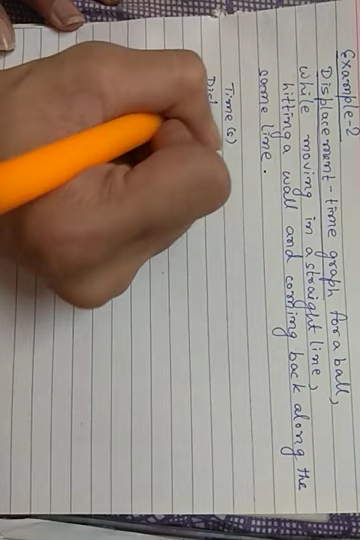 Example-2
Displacement-time graph for a ball,
while moving in a straight line,
hitting a wall and coming back along the
same line.
Time (s)